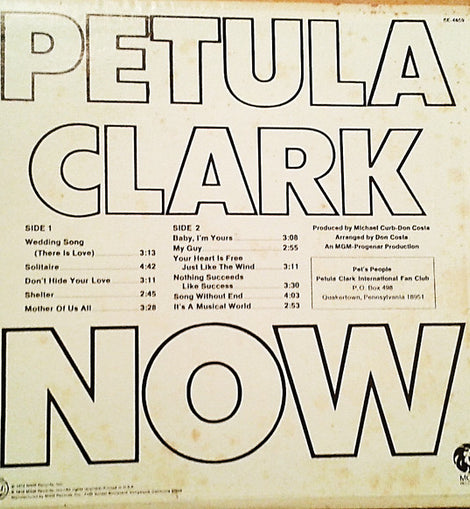 PETULA
CLARK
SIDE 1
Wedding Song
(There Is Love) 3:13
Solitaire 4:42
Don't Hide Your Love 3:11
Shelter 2:45
Mother Of Us All 3:28
SIDE 2
Baby, I'm Yours 3:08
My Guy 2:55
Your Heart Is Free
Just Like The Wind 3:11
Nothing Succeeds
Like Success 3:30
Song Without End 4:03
It's A Musical World 2:53
Produced by Michael Curb-Don Costa
Arranged by Don Costa
An MGM-Progenar Production
Pet's People
Petula Clark International Fan Club
P.O. Box 498
Quakertown, Pennsylvania 18951
NOW